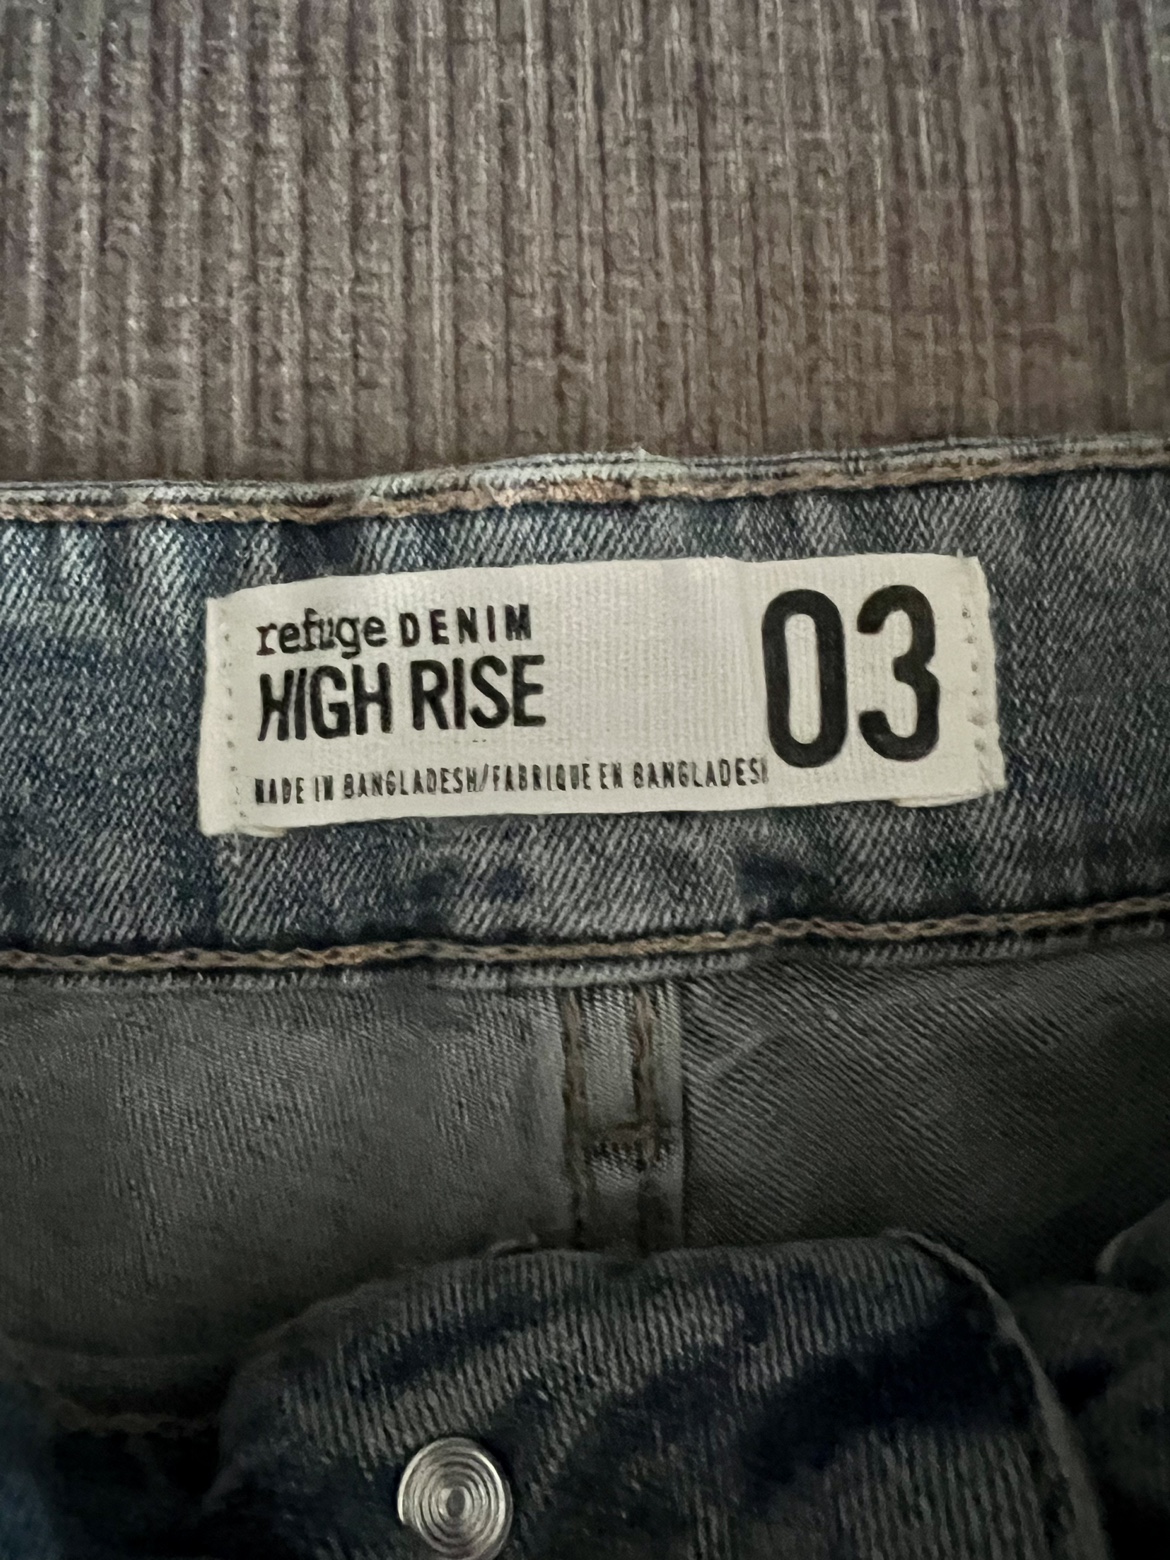 refuge DENIM
HIGH RISE
03
MADE IN BANGLADESH/FABRIQUE EN BANGLADESH